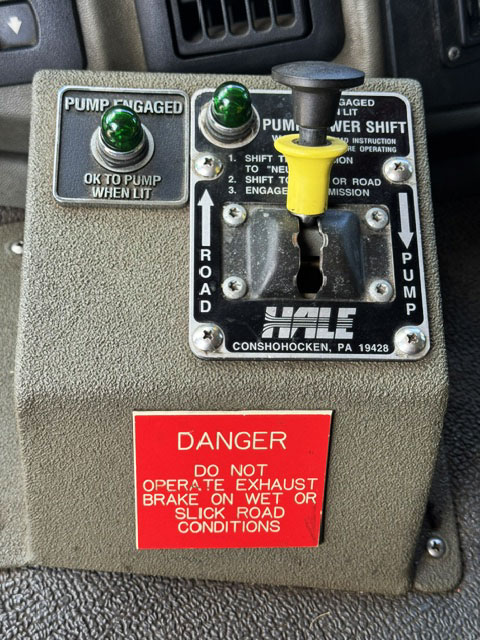 PUMP ENGAGED
OK TO PUMP
WHEN LIT
ENGAGED
LIT
PUMP SHIFT
INSTRUCTION
OPERATING
1. SHIFT
TO
2. SHIFT TO OR ROAD
3. ENGAGE
ROAD
PUMP
HALE
CONSHOHOCKEN, PA 19428
DANGER
DO NOT
OPERATE EXHAUST
BRAKE ON WET OR
SLICK ROAD
CONDITIONS